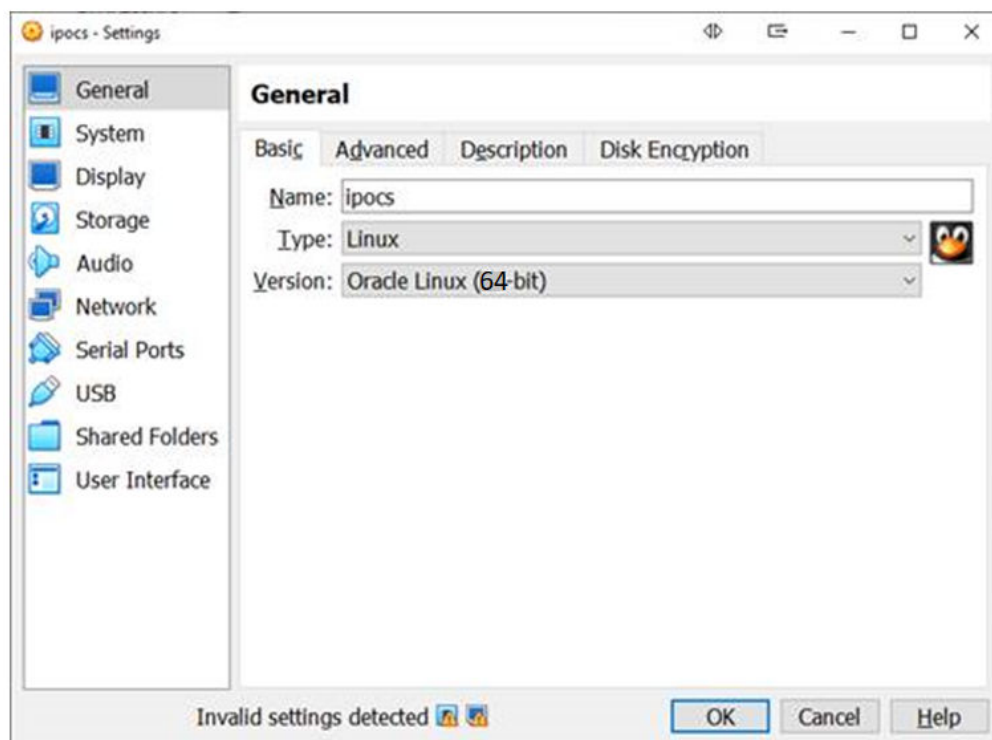 ipocs - Settings
General
System
Display
Storage
Audio
Network
Serial Ports
USB
Shared Folders
User Interface
General
Basic Advanced Description Disk Encryption
Name: ipocs
Type: Linux
Version: Oracle Linux (64-bit)
Invalid settings detected
OK Cancel Help